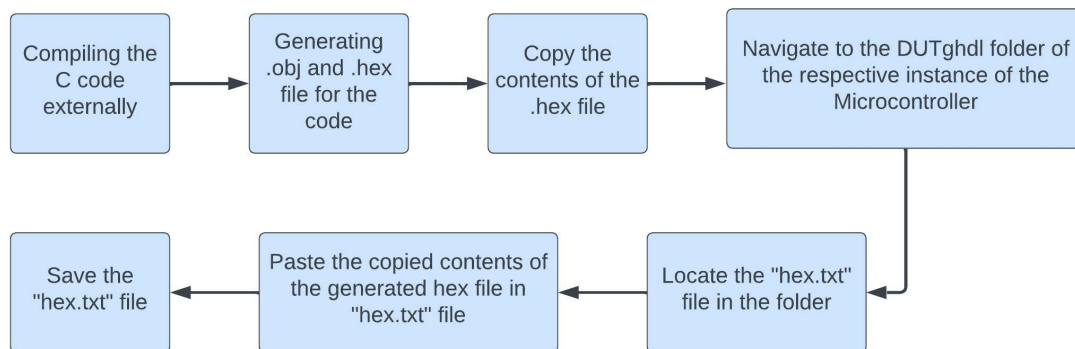 Compiling the
C code
externally
Generating
.obj and .hex
file for the
code
Copy the
contents of the
.hex file
Navigate to the DUTghdl folder of
the respective instance of the
Microcontroller
Locate the "hex.txt"
file in the folder
Paste the copied contents of
the generated hex file in
"hex.txt" file
Save the
"hex.txt" file